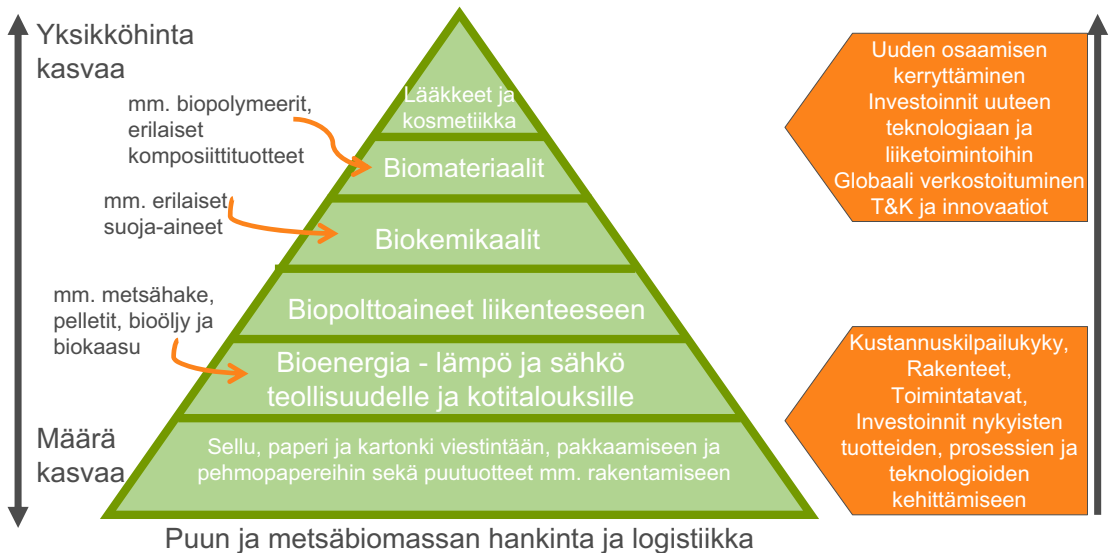 Yksikköhinta
kasvaa
mm. biopolymeerit,
erilaiset
komposiittituotteet
mm. erilaiset
suoja-aineet
mm. metsähake,
pelletit, bioöljy ja
biokaasu
Määrä
kasvaa
Lääkkeet ja
kosmetiikka
Biomateriaalit
Biokemikaalit
Biopolttoaineet liikenteeseen
Bioenergia - lämpö ja sähkö
teollisuudelle ja kotitalouksille
Sellu, paperi ja kartonki viestintään, pakkaamiseen ja
pehmopapereihin sekä puutuotteet mm. rakentamiseen
Puun ja metsäbiomassan hankinta ja logistiikka
Uuden osaamisen
kerryttäminen
Investoinnit uuteen
teknologiaan ja
liiketoimintoihin
Globaali verkostoituminen
T&K ja innovaatiot
Kustannuskilpailukyky,
Rakenteet,
Toimintatavat,
Investoinnit nykyisten
tuotteiden, prosessien ja
teknologioiden
kehittämiseen